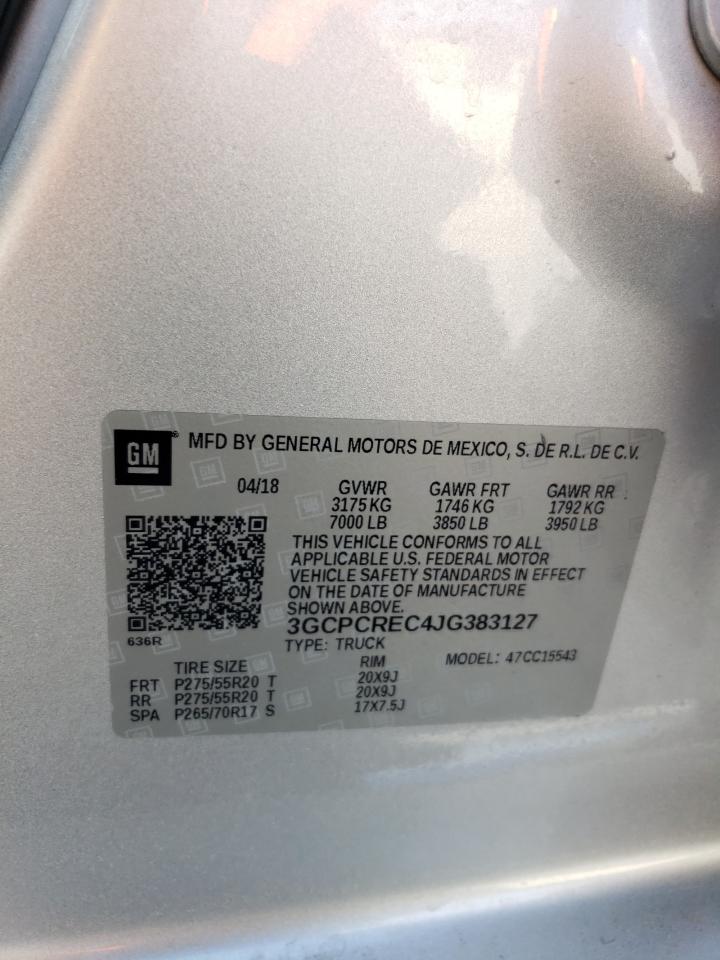 GM® MFD BY GENERAL MOTORS DE MEXICO, S. DE R.L. DE C.V.
04/18 GVWR GAWR FRT GAWR RR
3175 KG 1746 KG 1792 KG
7000 LB 3850 LB 3950 LB
THIS VEHICLE CONFORMS TO ALL
APPLICABLE U.S. FEDERAL MOTOR
VEHICLE SAFETY STANDARDS IN EFFECT
ON THE DATE OF MANUFACTURE
SHOWN ABOVE.
3GCPCREC4JG383127
636R
TYPE: TRUCK
TIRE SIZE RIM MODEL: 47CC15543
FRT P275/55R20 T 20X9J
RR P275/55R20 T 20X9J
SPA P265/70R17 S 17X7.5J